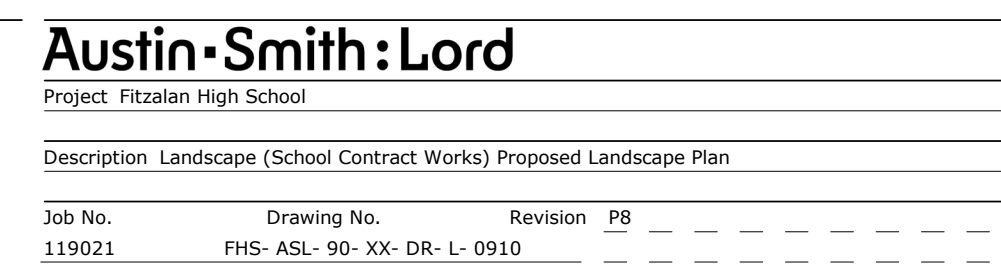 Austin-Smith:Lord
Project Fitzalan High School
Description Landscape (School Contract Works) Proposed Landscape Plan
Job No. Drawing No. Revision P8
119021 FHS- ASL- 90- XX- DR- L- 0910